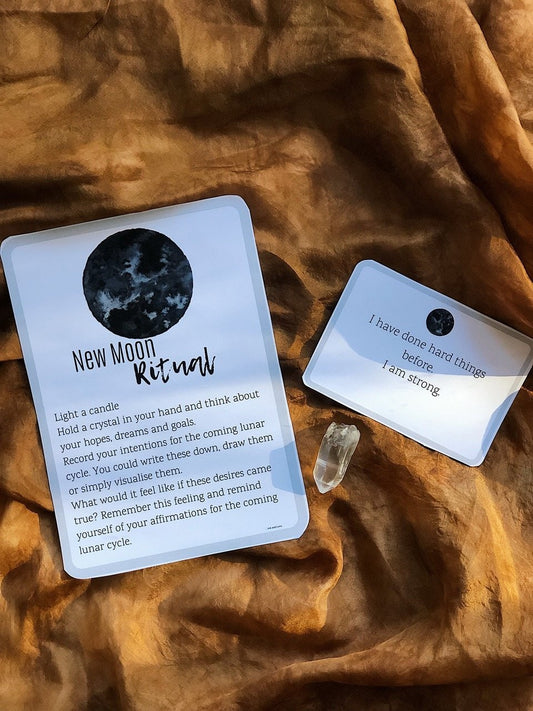 New Moon
Ritual
Light a candle
Hold a crystal in your hand and think about
your hopes, dreams and goals.
Record your intentions for the coming lunar
cycle. You could write these down, draw them
or simply visualise them.
What would it feel like if these desires came
true? Remember this feeling and remind
yourself of your affirmations for the coming
lunar cycle.
I have done hard things
before.
I am strong.